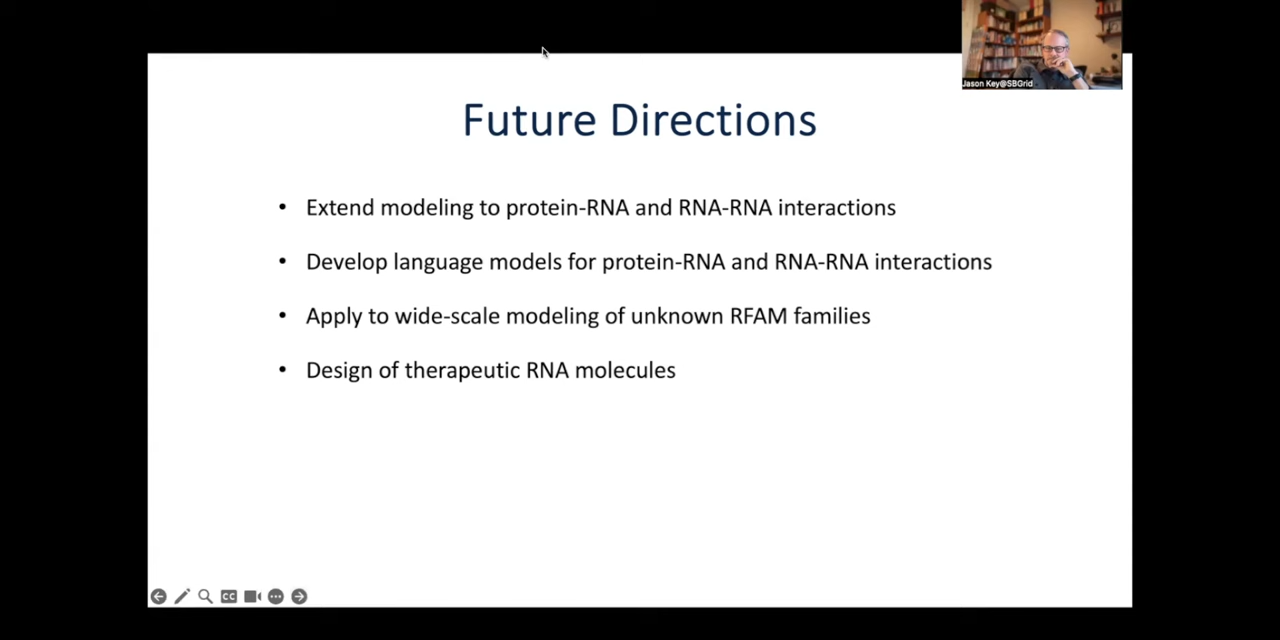 Jason Key@SBGrid
Future Directions
• Extend modeling to protein-RNA and RNA-RNA interactions
• Develop language models for protein-RNA and RNA-RNA interactions
• Apply to wide-scale modeling of unknown RFAM families
• Design of therapeutic RNA molecules
CC